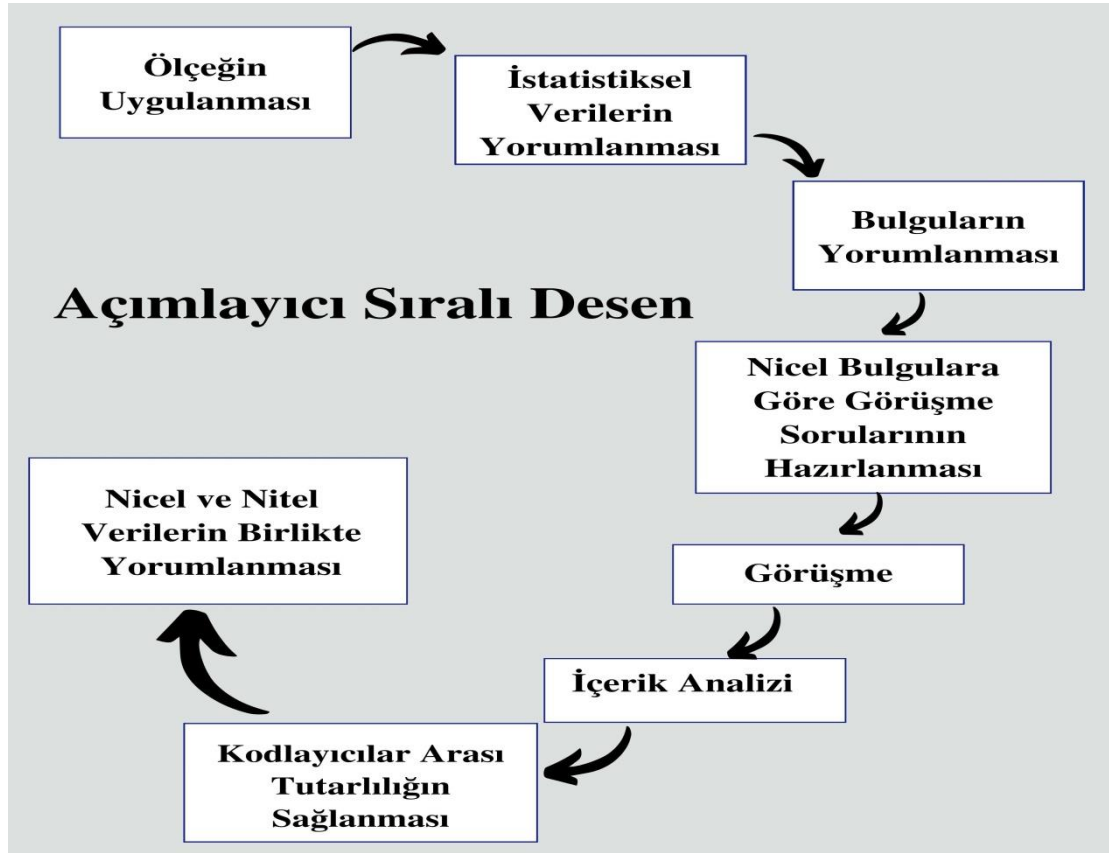 Ölçeğin
Uygulanması
İstatistiksel
Verilerin
Yorumlanması
Bulguların
Yorumlanması
Açımlayıcı Sıralı Desen
Nicel Bulgulara
Göre Görüşme
Sorularının
Hazırlanması
Görüşme
İçerik Analizi
Kodlayıcılar Arası
Tutarlılığın
Sağlanması
Nicel ve Nitel
Verilerin Birlikte
Yorumlanması